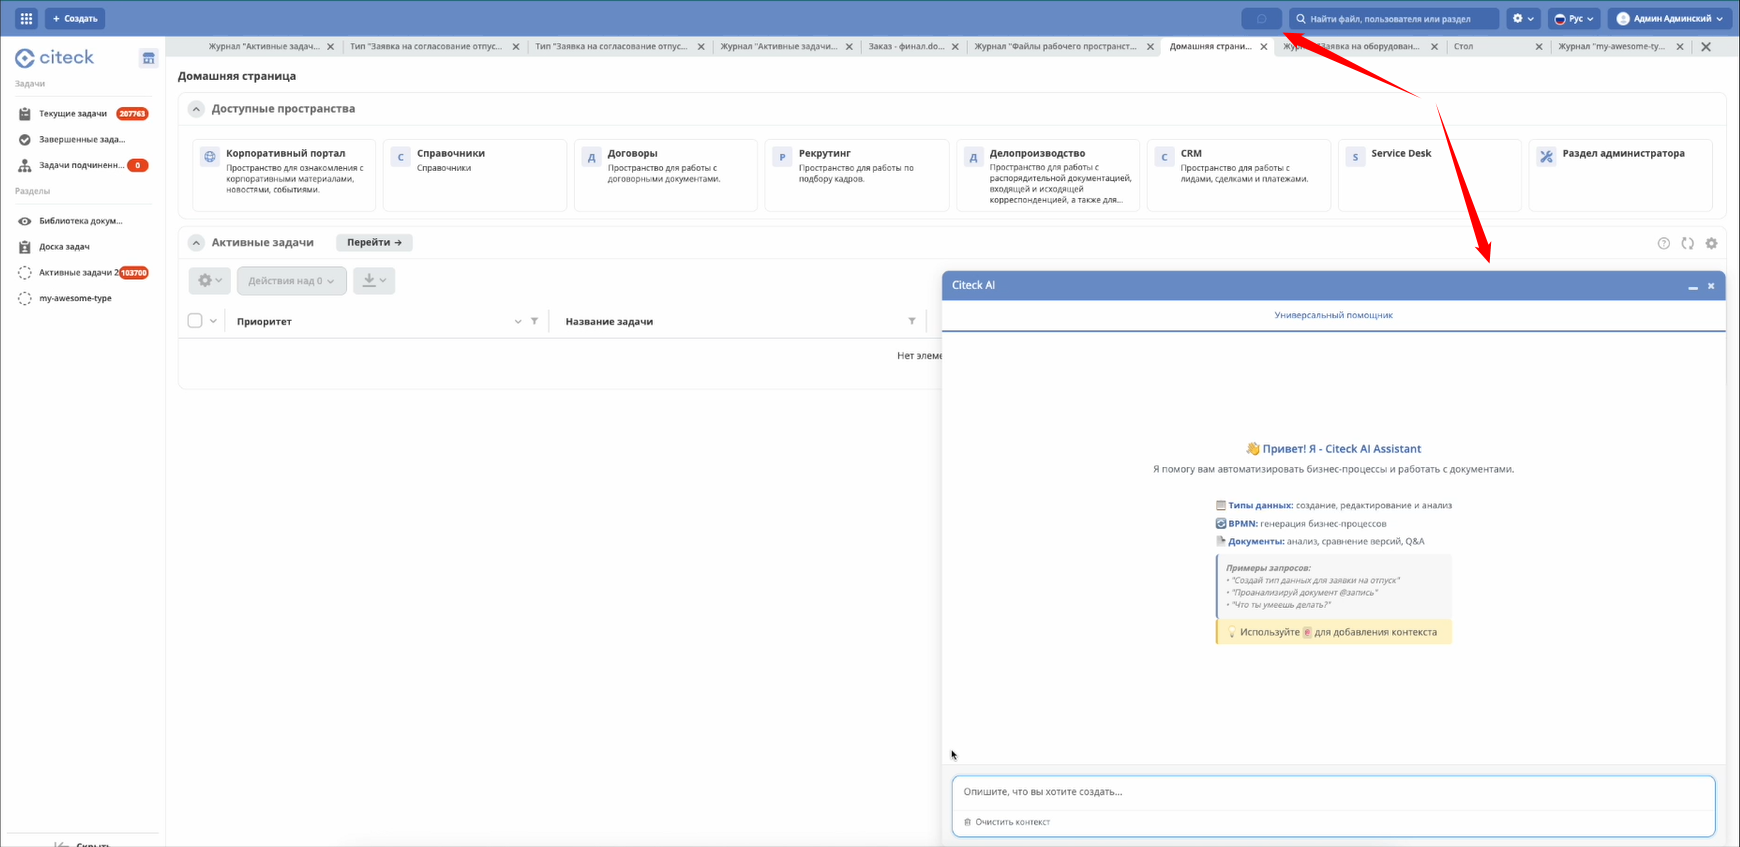 + Создать
Найти файл, пользователя или раздел
Рус
Админ Админский
citeck
Журнал "Активные задач...
Тип "Заявка на согласование отпус...
Тип "Заявка на согласование отпус...
Журнал "Активные задачи...
Заказ - финал.do...
Журнал "Файлы рабочего пространст...
Домашняя страни...
Заявка на оборудован...
Стол
Журнал "my-awesome-ty...
Задачи
Текущие задачи 207763
Завершенные зада...
Задачи подчиненн... 0
Разделы
Библиотека докум...
Доска задач
Активные задачи 2 103700
my-awesome-type
Домашняя страница
Доступные пространства
Корпоративный портал
Пространство для ознакомления с
корпоративными материалами,
новостями, событиями.
С
Справочники
Справочники
Д
Договоры
Пространство для работы с
договорными документами.
Р
Рекрутинг
Пространство для работы по
подбору кадров.
Д
Делопроизводство
Пространство для работы с
распорядительной документацией,
входящей и исходящей
корреспонденцией, а также для...
C
CRM
Пространство для работы с
лидами, сделками и платежами.
S
Service Desk
Раздел администратора
Активные задачи
Перейти →
Действия над 0
Приоритет
Название задачи
Нет элеме
Citeck AI
Универсальный помощник
👋 Привет! Я - Citeck AI Assistant
Я помогу вам автоматизировать бизнес-процессы и работать с документами.
Типы данных: создание, редактирование и анализ
BPMN: генерация бизнес-процессов
Документы: анализ, сравнение версий, Q&A
Примеры запросов:
• "Создай тип данных для заявки на отпуск"
• "Проанализируй документ @запись"
• "Что ты умеешь делать?"
💡 Используйте @ для добавления контекста
Опишите, что вы хотите создать...
Очистить контекст